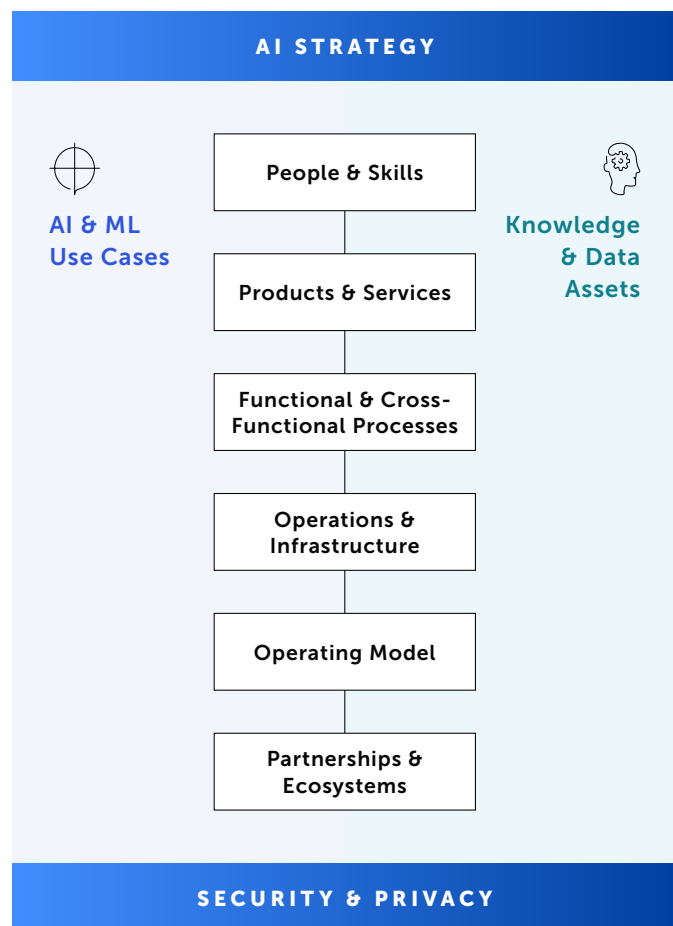 AI STRATEGY
People & Skills
AI & ML
Use Cases
Knowledge
& Data
Assets
Products & Services
Functional & Cross-
Functional Processes
Operations &
Infrastructure
Operating Model
Partnerships &
Ecosystems
SECURITY & PRIVACY